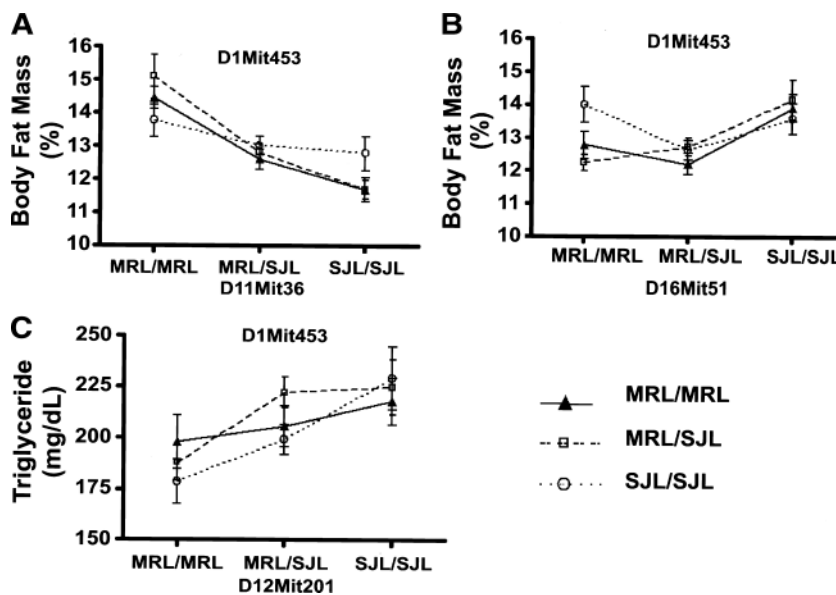 A
D1Mit453
Body Fat Mass
(%)
16
15
14
13
12
11
10
MRL/MRL
MRL/SJL
SJL/SJL
D11Mit36
B
D1Mit453
Body Fat Mass
(%)
16
15
14
13
12
11
10
MRL/MRL
MRL/SJL
SJL/SJL
D16Mit51
C
D1Mit453
Triglyceride
(mg/dL)
250
225
200
175
150
MRL/MRL
MRL/SJL
SJL/SJL
D12Mit201
MRL/MRL
MRL/SJL
SJL/SJL